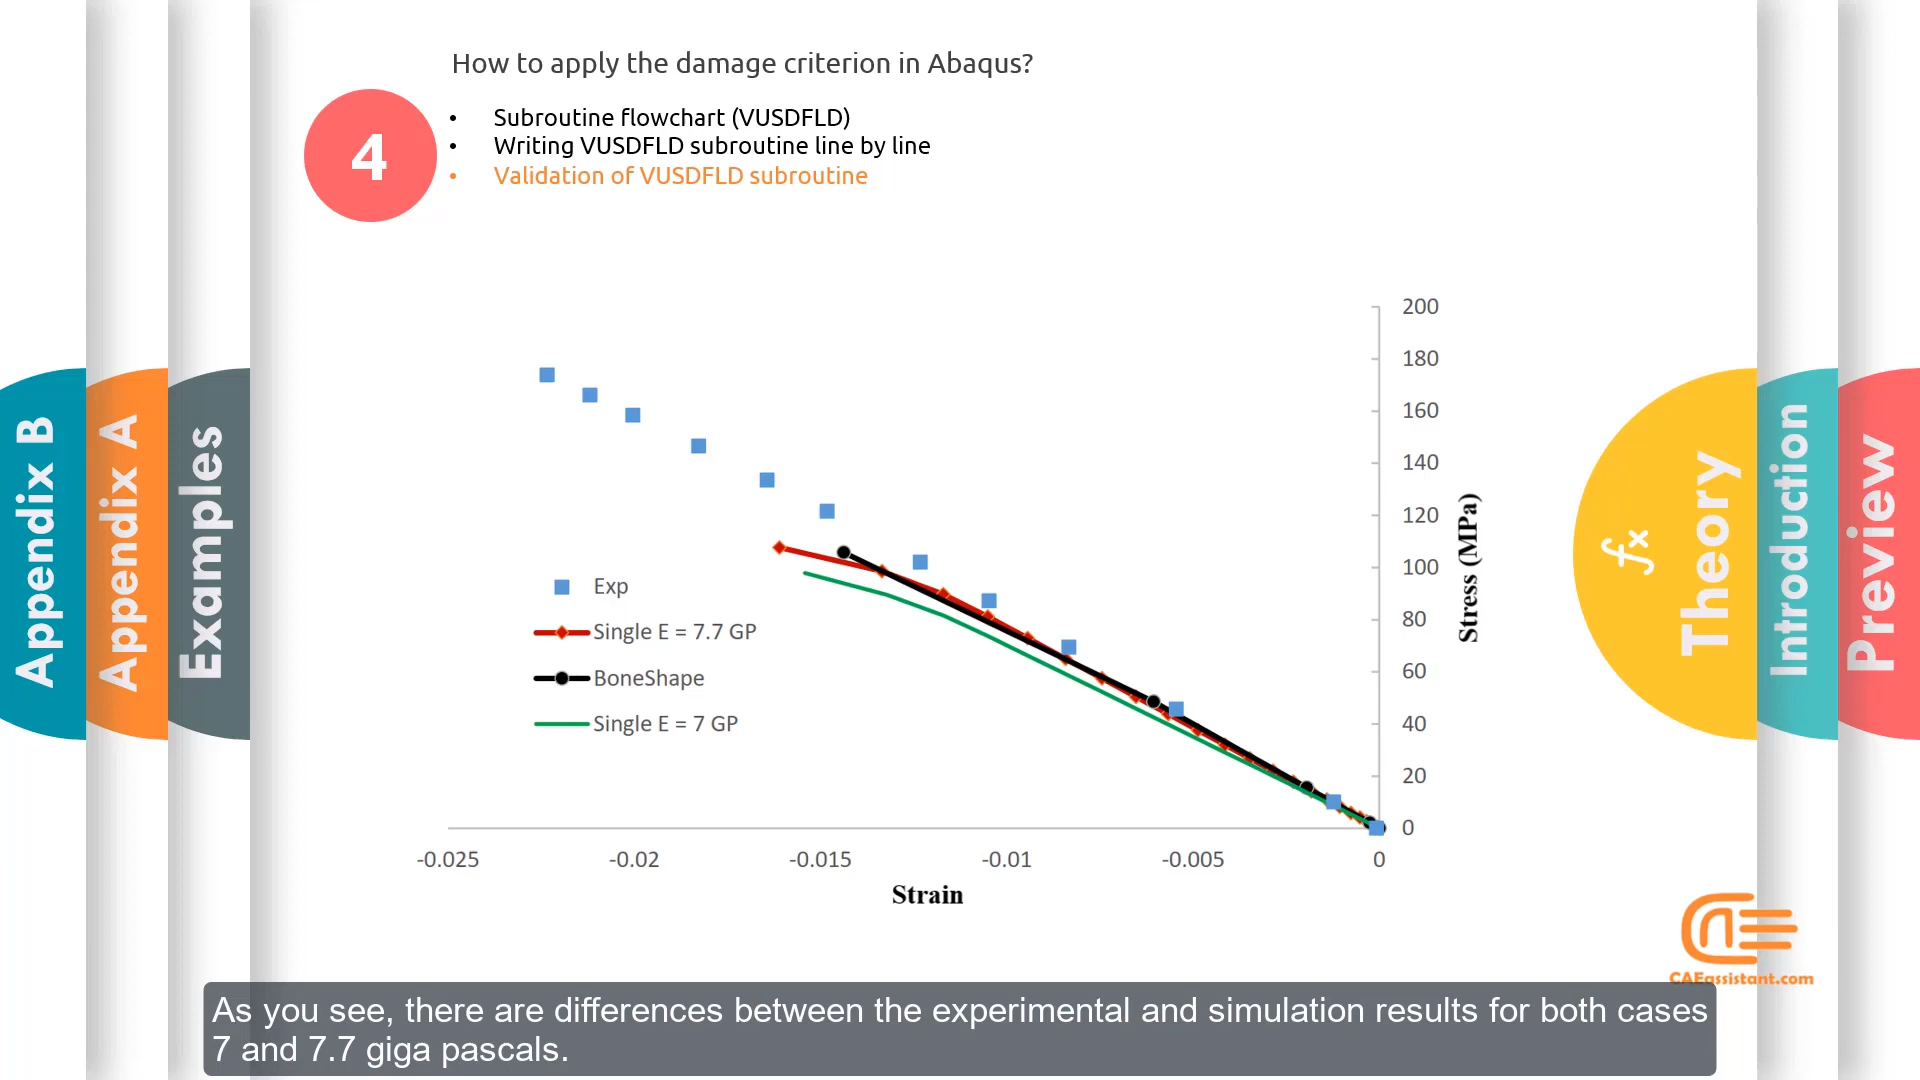 How to apply the damage criterion in Abaqus?
4
• Subroutine flowchart (VUSDFLD)
• Writing VUSDFLD subroutine line by line
• Validation of VUSDFLD subroutine
Appendix B
Appendix A
Examples
200
180
160
140
120
100
80
60
40
20
0
Stress (MPa)
Exp
Single E = 7.7 GP
BoneShape
Single E = 7 GP
-0.025 -0.02 -0.015 -0.01 -0.005 0
Strain
fx
Theory
Introduction
Preview
CAEassistant.com
As you see, there are differences between the experimental and simulation results for both cases
7 and 7.7 giga pascals.